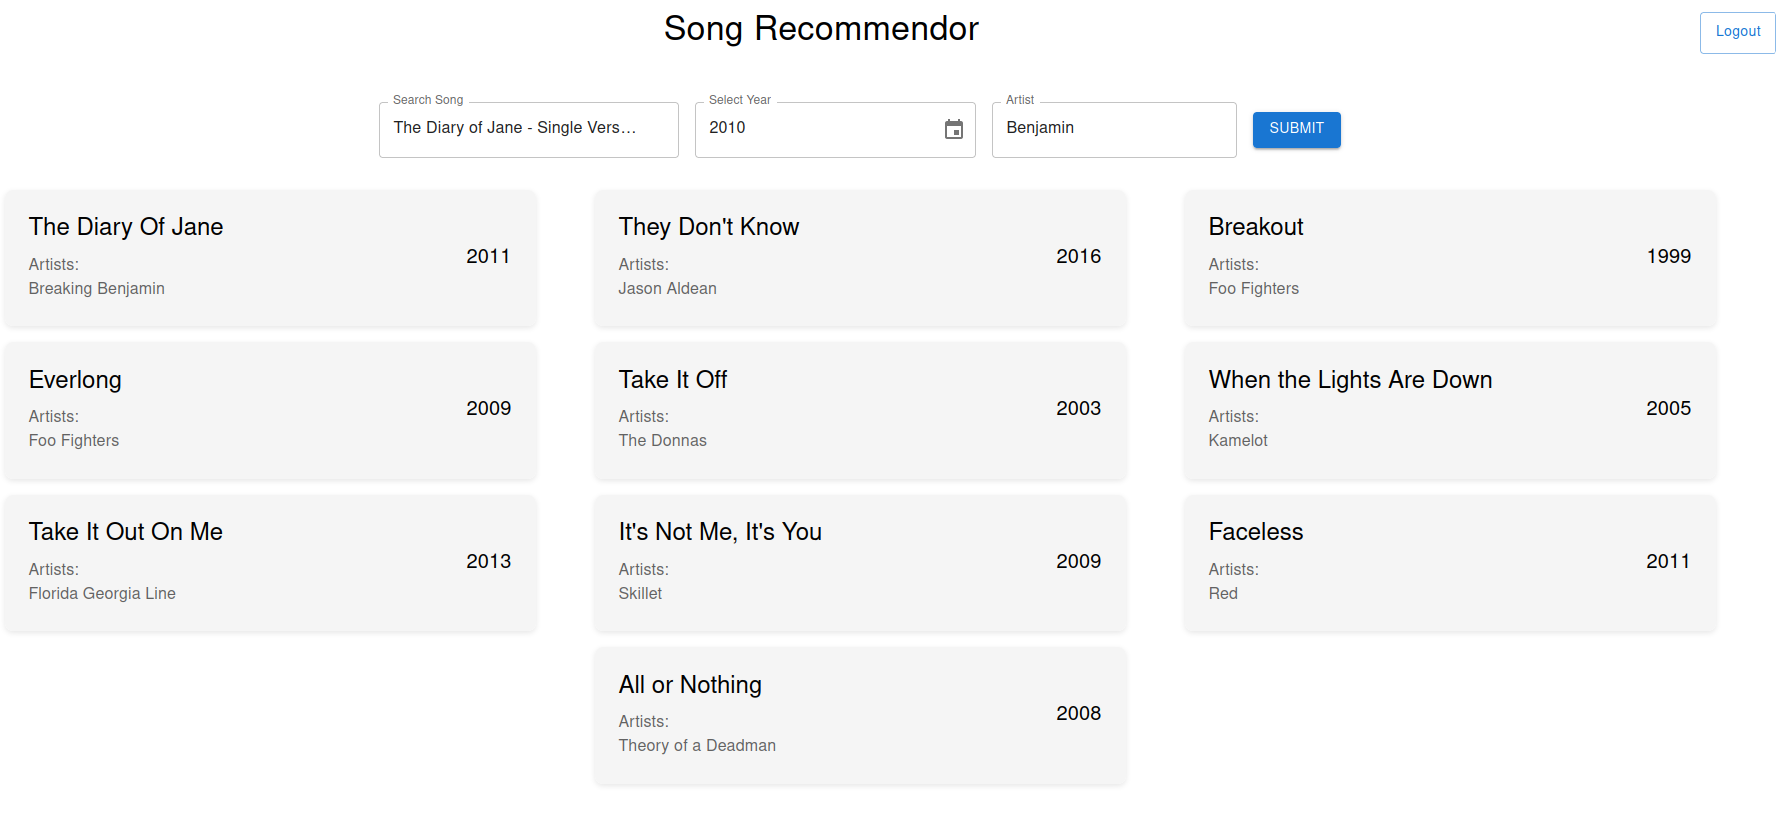 Song Recommendor
Logout
Search Song
The Diary of Jane - Single Vers...
Select Year
2010
Artist
Benjamin
SUBMIT
The Diary Of Jane
2011
Artists:
Breaking Benjamin
They Don't Know
2016
Artists:
Jason Aldean
Breakout
1999
Artists:
Foo Fighters
Everlong
2009
Artists:
Foo Fighters
Take It Off
2003
Artists:
The Donnas
When the Lights Are Down
2005
Artists:
Kamelot
Take It Out On Me
2013
Artists:
Florida Georgia Line
It's Not Me, It's You
2009
Artists:
Skillet
Faceless
2011
Artists:
Red
All or Nothing
2008
Artists:
Theory of a Deadman